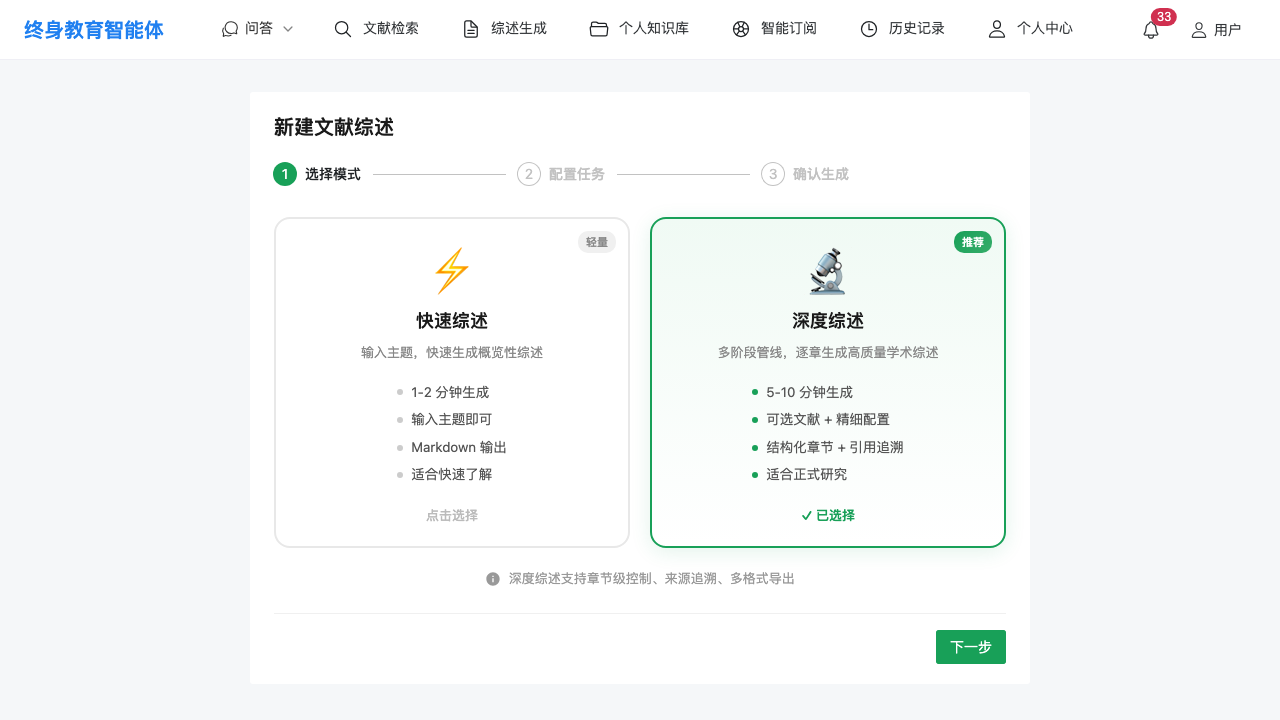 终身教育智能体
问答
文献检索
综述生成
个人知识库
智能订阅
历史记录
个人中心
33
用户
新建文献综述
1 选择模式
2 配置任务
3 确认生成
轻量
快速综述
输入主题，快速生成概览性综述
1-2 分钟生成
输入主题即可
Markdown 输出
适合快速了解
点击选择
推荐
深度综述
多阶段管线，逐章生成高质量学术综述
5-10 分钟生成
可选文献 + 精细配置
结构化章节 + 引用追溯
适合正式研究
已选择
深度综述支持章节级控制、来源追溯、多格式导出
下一步